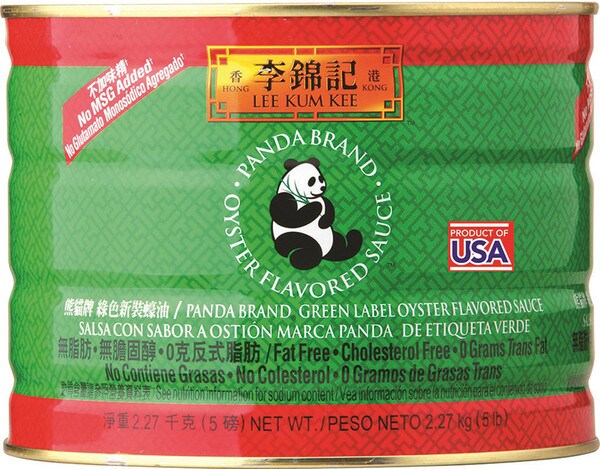 不加味精†
No MSG Added†
No Glutamato Monosódico Agregado†
李錦記
香 港
HONG KONG
LEE KUM KEE
PANDA BRAND
OYSTER FLAVORED SAUCE
PRODUCT OF
USA
熊貓牌 綠色新裝蠔油 / PANDA BRAND GREEN LABEL OYSTER FLAVORED SAUCE
SALSA CON SABOR A OSTIÓN MARCA PANDA DE ETIQUETA VERDE
無脂肪・無膽固醇・0克反式脂肪 / Fat Free・Cholesterol Free・0 Grams Trans Fat
No Contiene Grasas・No Colesterol・0 Gramos de Grasas Trans
See nutrition information for sodium content / Vea información sobre la nutrición para el contenido de
淨重 2.27 千克 (5 磅) NET WT. / PESO NETO 2.27 kg (5 lb)